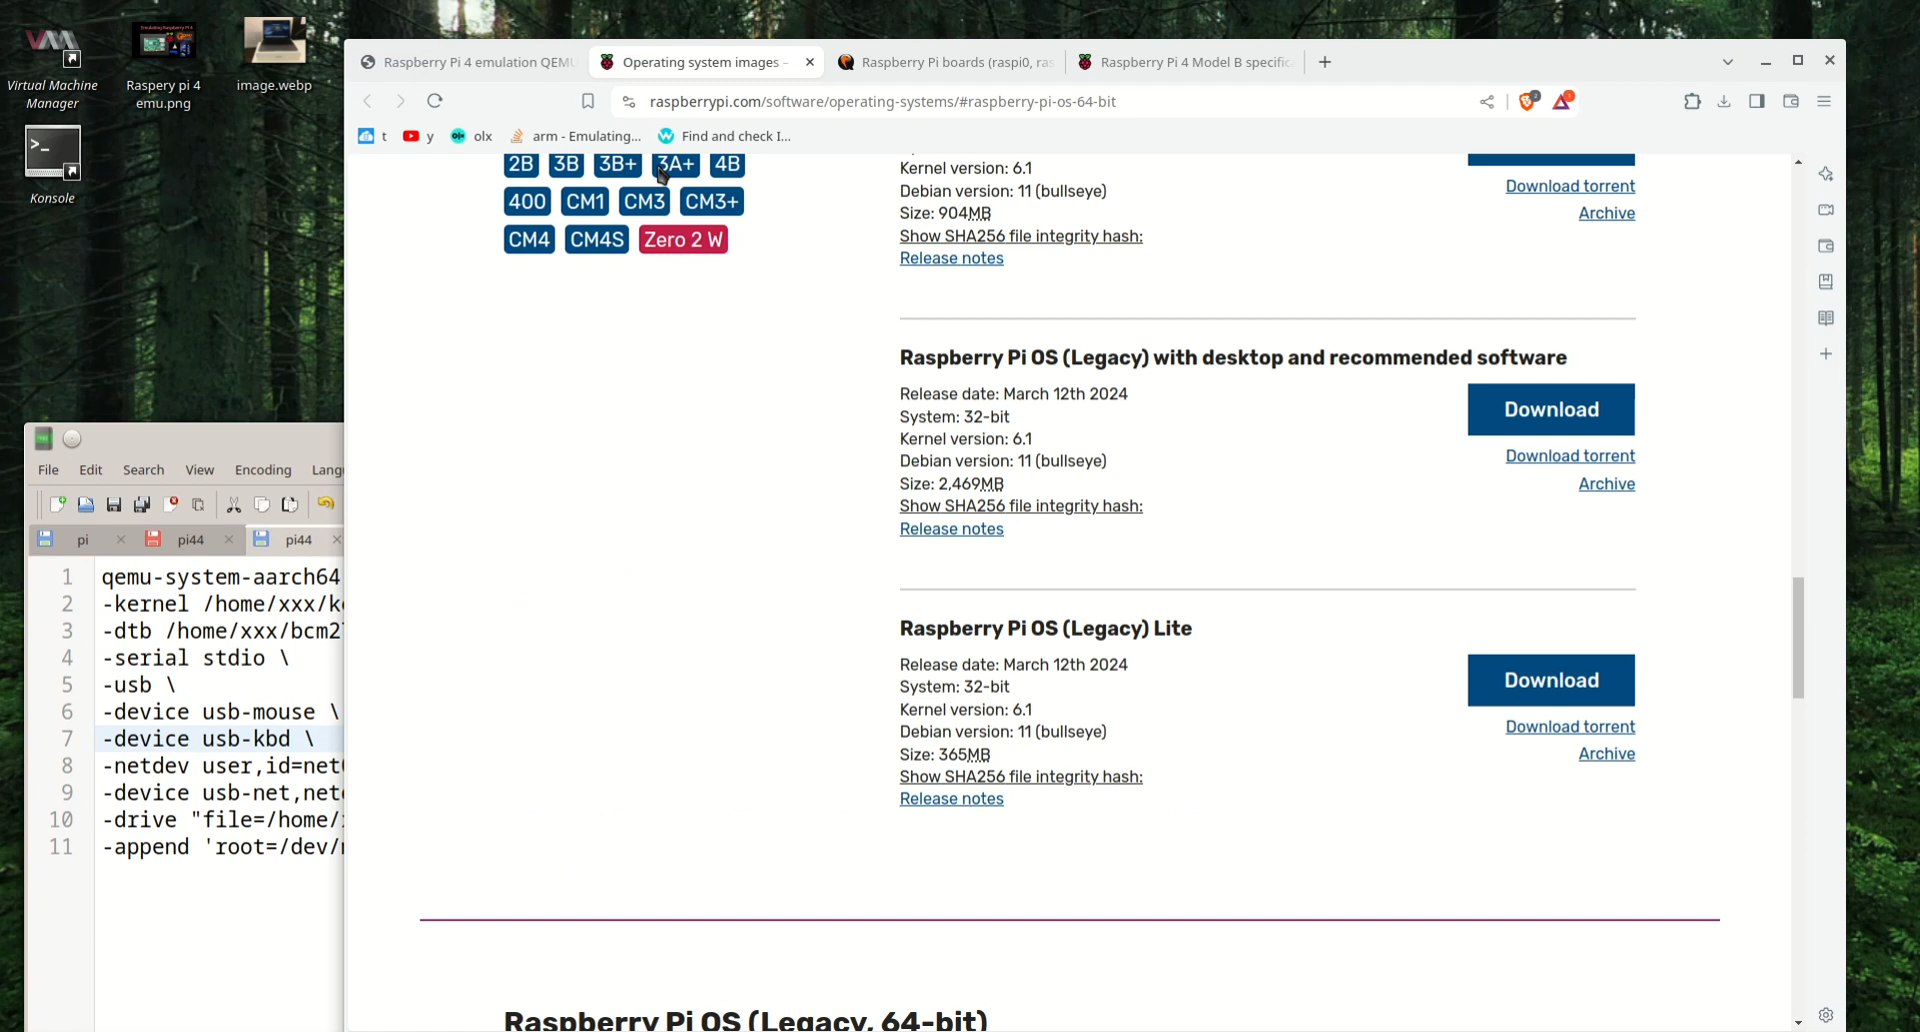 Virtual Machine
Manager
Raspery pi 4
emu.png
image.webp
Konsole
Raspberry Pi 4 emulation QEMU
Operating system images -
Raspberry Pi boards (raspi0, ras
Raspberry Pi 4 Model B specific
raspberrypi.com/software/operating-systems/#raspberry-pi-os-64-bit
t
y
olx
arm - Emulating...
Find and check I...
2B
3B
3B+
3A+
4B
400
CM1
CM3
CM3+
CM4
CM4S
Zero 2 W
Kernel version: 6.1
Debian version: 11 (bullseye)
Size: 904MB
Show SHA256 file integrity hash:
Release notes
Download torrent
Archive
Raspberry Pi OS (Legacy) with desktop and recommended software
Release date: March 12th 2024
System: 32-bit
Kernel version: 6.1
Debian version: 11 (bullseye)
Size: 2,469MB
Show SHA256 file integrity hash:
Release notes
Download
Download torrent
Archive
Raspberry Pi OS (Legacy) Lite
Release date: March 12th 2024
System: 32-bit
Kernel version: 6.1
Debian version: 11 (bullseye)
Size: 365MB
Show SHA256 file integrity hash:
Release notes
Download
Download torrent
Archive
Raspberry Pi OS (Legacy, 64-bit)
File Edit Search View Encoding Langu
pi
pi44
pi44
1 qemu-system-aarch64
2 -kernel /home/xxx/k
3 -dtb /home/xxx/bcm2
4 -serial stdio \
5 -usb \
6 -device usb-mouse \
7 -device usb-kbd \
8 -netdev user,id=net
9 -device usb-net,net
10 -drive "file=/home/
11 -append 'root=/dev/